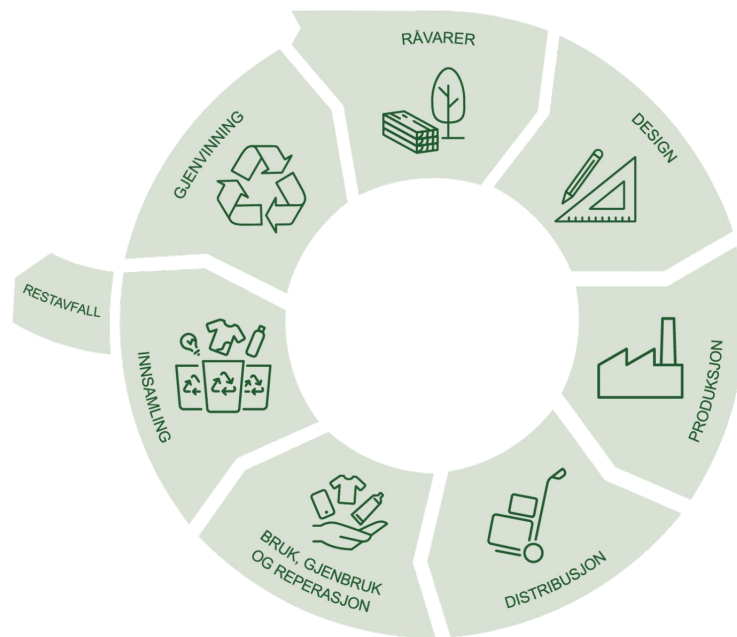 RÅVARER
DESIGN
PRODUKSJON
DISTRIBUSJON
BRUK, GJENBRUK
OG REPERASJON
INNSAMLING
RESTAVFALL
GJENVINNING